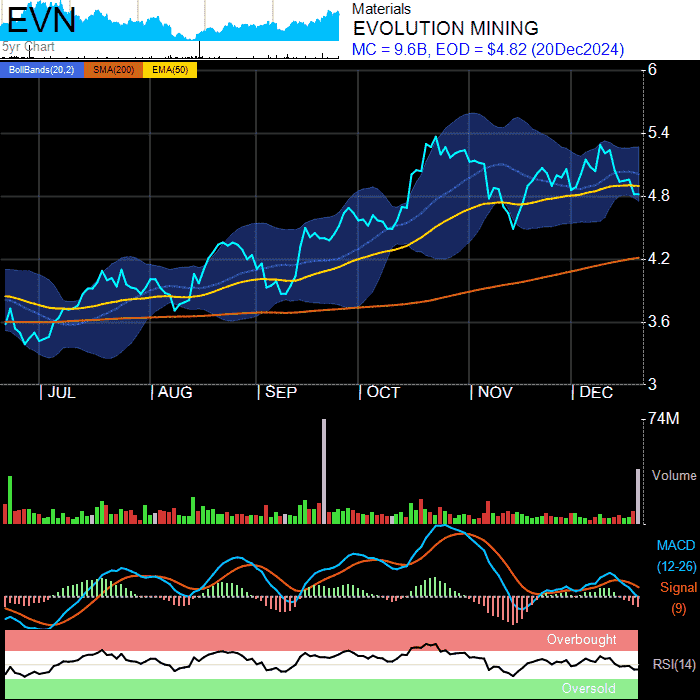 EVN
5yr Chart
Materials
EVOLUTION MINING
MC = 9.6B, EOD = $4.82 (20Dec2024)
BollBands(20,2) SMA(200) EMA(50)
6
5.4
4.8
4.2
3.6
3
JUL AUG SEP OCT NOV DEC
74M
Volume
MACD
(12-26)
Signal
(9)
Overbought
RSI(14)
Oversold